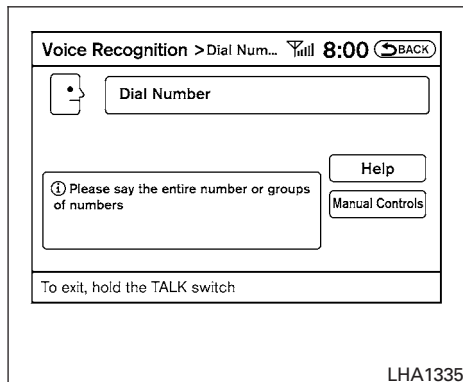 Voice Recognition > Dial Num... 8:00 BACK
Dial Number
Help
ⓘ Please say the entire number or groups
of numbers
Manual Controls
To exit, hold the TALK switch
LHA1335